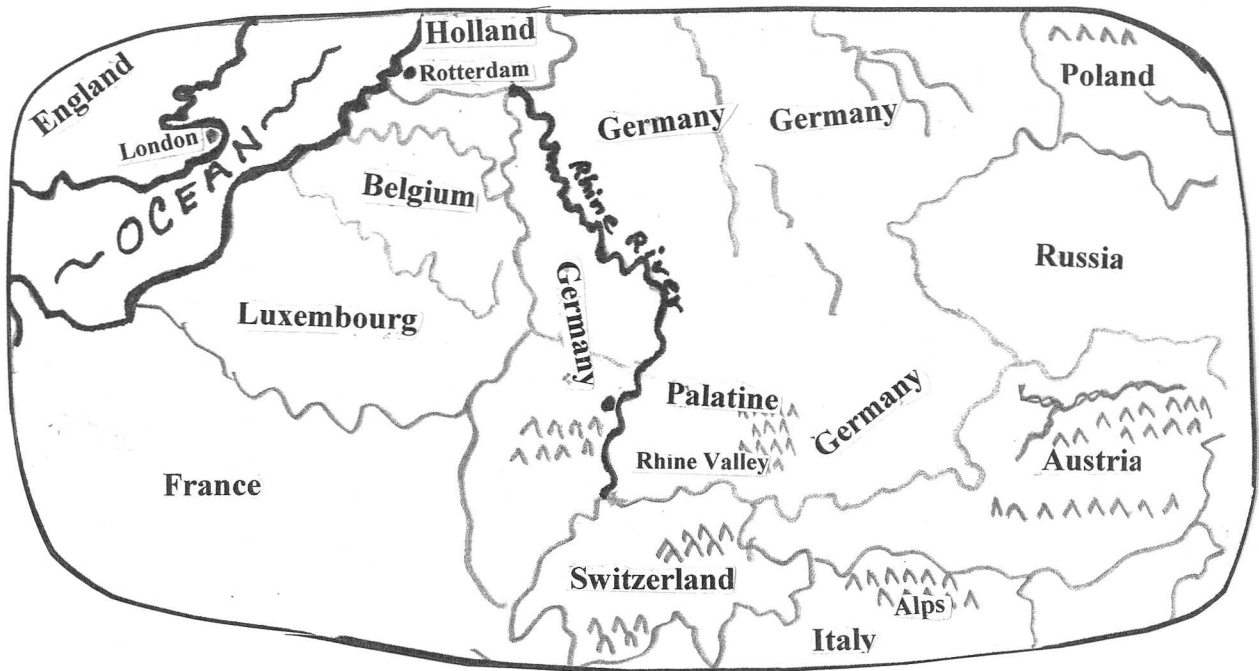 Holland
Rotterdam
England
London
OCEAN
Poland
Germany
Germany
Rhine River
Belgium
Russia
Luxembourg
Germany
Palatine
Germany
Rhine Valley
Austria
France
Switzerland
Alps
Italy